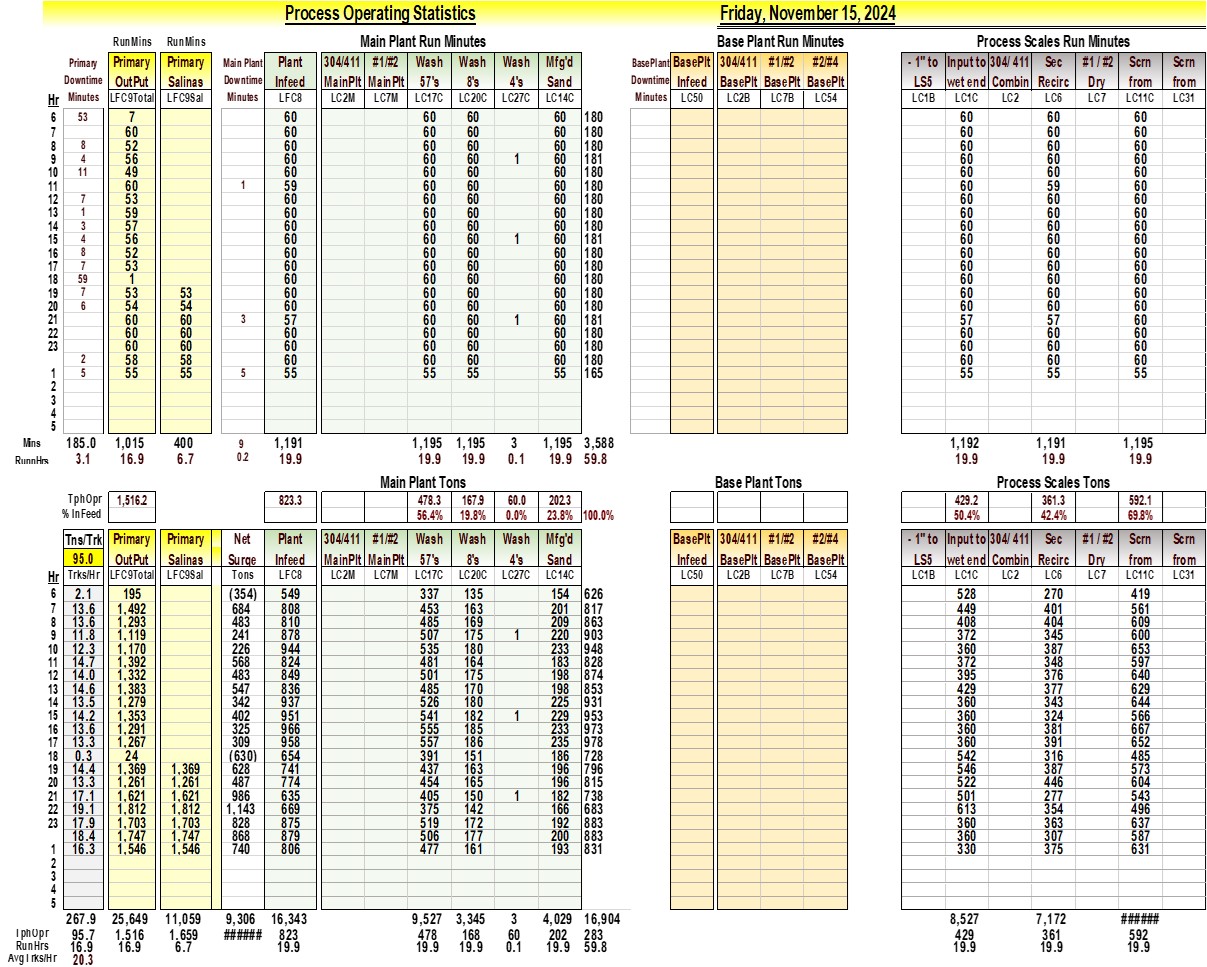 Process Operating Statistics Friday, November 15, 2024
RunMins RunMins Main Plant Run Minutes Base Plant Run Minutes Process Scales Run Minutes
Primary Primary Primary Main Plant Plant 304/411 #1/#2 Wash Wash Wash Mfg'd BasePlant BasePlt 304/411 #1/#2 #2/#4 - 1" to Input to 304/ 411 Sec #1 / #2 Scrn Scrn
Downtime OutPut Salinas Downtime Infeed MainPlt MainPlt 57's 8's 4's Sand Downtime Infeed BasePlt BasePlt BasePlt LS5 wet end Combin Recirc Dry from from
Hr Minutes LFC9Total LFC9Sal Minutes LFC8 LC2M LC7M LC17C LC20C LC27C LC14C Minutes LC50 LC2B LC7B LC54 LC1B LC1C LC2 LC6 LC7 LC11C LC31
6 53 7 60 60 60 60 180 60 60 60
7 60 60 60 60 60 180 60 60 60
8 8 52 60 60 60 60 180 60 60 60
9 4 56 60 60 60 1 60 181 60 60 60
10 11 49 60 60 60 60 180 60 60 60
11 60 1 59 60 60 60 180 60 59 60
12 7 53 60 60 60 60 180 60 60 60
13 1 59 60 60 60 60 180 60 60 60
14 3 57 60 60 60 60 180 60 60 60
15 4 56 60 60 60 1 60 181 60 60 60
16 8 52 60 60 60 60 180 60 60 60
17 7 53 60 60 60 60 180 60 60 60
18 59 1 60 60 60 60 180 60 60 60
19 7 53 53 60 60 60 60 180 60 60 60
20 6 54 54 60 60 60 60 180 60 60 60
21 60 60 3 57 60 60 1 60 181 57 57 60
22 60 60 60 60 60 60 180 60 60 60
23 60 60 60 60 60 60 180 60 60 60
2 58 58 60 60 60 60 180 60 60 60
1 5 55 55 5 55 55 55 55 165 55 55 55
2
3
4
5
Mins 185.0 1,015 400 9 1,191 1,195 1,195 3 1,195 3,588 1,192 1,191 1,195
RunnHrs 3.1 16.9 6.7 0.2 19.9 19.9 19.9 0.1 19.9 59.8 19.9 19.9 19.9
Main Plant Tons Base Plant Tons Process Scales Tons
TphOpr 1,516.2 823.3 478.3 167.9 60.0 202.3 429.2 361.3 592.1
% InFeed 56.4% 19.8% 0.0% 23.8% 100.0% 50.4% 42.4% 69.8%
Tns/Trk Primary Primary Net Plant 304/411 #1/#2 Wash Wash Wash Mfg'd BasePlt 304/411 #1/#2 #2/#4 - 1" to Input to 304/ 411 Sec #1 / #2 Scrn Scrn
95.0 OutPut Salinas Surge Infeed MainPlt MainPlt 57's 8's 4's Sand Infeed BasePlt BasePlt BasePlt LS5 wet end Combin Recirc Dry from from
Hr Trks/Hr LFC9Total LFC9Sal Tons LFC8 LC2M LC7M LC17C LC20C LC27C LC14C LC50 LC2B LC7B LC54 LC1B LC1C LC2 LC6 LC7 LC11C LC31
6 2.1 195 (354) 549 337 135 154 626 528 270 419
7 13.6 1,492 684 808 453 163 201 817 449 401 561
8 13.6 1,293 483 810 485 169 209 863 408 404 609
9 11.8 1,119 241 878 507 175 1 220 903 372 345 600
10 12.3 1,170 226 944 535 180 233 948 360 387 653
11 14.7 1,392 568 824 481 164 183 828 372 348 597
12 14.0 1,332 483 849 501 175 198 874 395 376 640
13 14.6 1,383 547 836 485 170 198 853 429 377 629
14 13.5 1,279 342 937 526 180 225 931 360 343 644
15 14.2 1,353 402 951 541 182 1 229 953 360 324 566
16 13.6 1,291 325 966 555 185 233 973 360 381 667
17 13.3 1,267 309 958 557 186 235 978 360 391 652
18 0.3 24 (630) 654 391 151 186 728 542 316 485
19 14.4 1,369 1,369 628 741 437 163 196 796 546 387 573
20 13.3 1,261 1,261 487 774 454 165 196 815 522 446 604
21 17.1 1,621 1,621 986 635 405 150 1 182 738 501 277 543
22 19.1 1,812 1,812 1,143 669 375 142 166 683 613 354 496
23 17.9 1,703 1,703 828 875 519 172 192 883 360 363 637
18.4 1,747 1,747 868 879 506 177 200 883 360 307 587
1 16.3 1,546 1,546 740 806 477 161 193 831 330 375 631
2
3
4
5
267.9 25,649 11,059 9,306 16,343 9,527 3,345 3 4,029 16,904 8,527 7,172 ######
TphOpr 95.7 1,516 1,659 ###### 823 478 168 60 202 283 429 361 592
RunHrs 16.9 16.9 6.7 19.9 19.9 19.9 0.1 19.9 59.8 19.9 19.9 19.9
AvgTrks/Hr 20.3